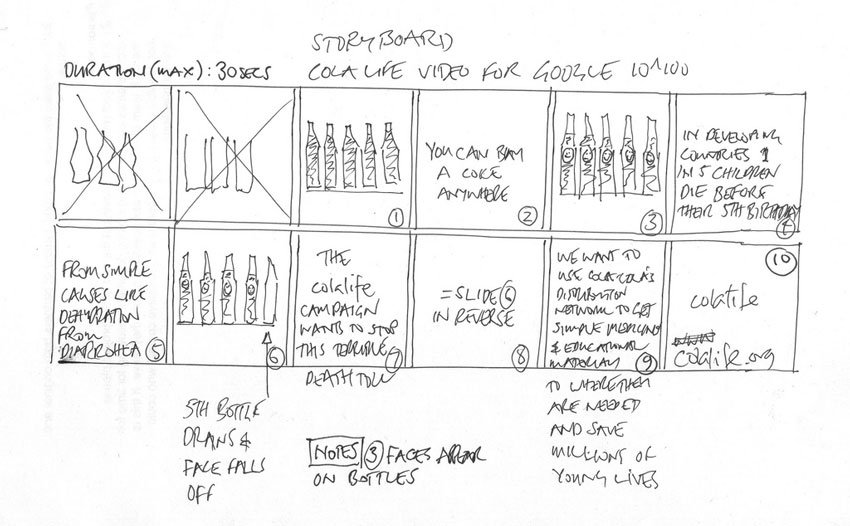 STORYBOARD
DURATION (MAX): 30SECS
COLALIFE VIDEO FOR GOOGLE 10^100
1
YOU CAN BUY
A COKE
ANYWHERE
2
3
IN DEVELOPING
COUNTRIES 1
IN 5 CHILDREN
DIE BEFORE
THEIR 5TH BIRTHDAY
4
FROM SIMPLE
CAUSES LIKE
DEHYDRATION
FROM
DIARRHOEA
5
6
5TH BOTTLE
DRAINS &
FACE FALLS
OFF
THE
colalife
CAMPAIGN
WANTS TO STOP
THIS TERRIBLE
DEATH TOLL
7
= SLIDE 6
IN REVERSE
8
WE WANT TO
USE COCA COLA'S
DISTRIBUTION
NETWORK TO GET
SIMPLE MEDICINES
& EDUCATIONAL
MATERIALS
9
TO WHERE THEY
ARE NEEDED
AND SAVE
MILLIONS OF
YOUNG LIVES
10
colalife
colalife.org
NOTES 3 FACES APPEAR
ON BOTTLES